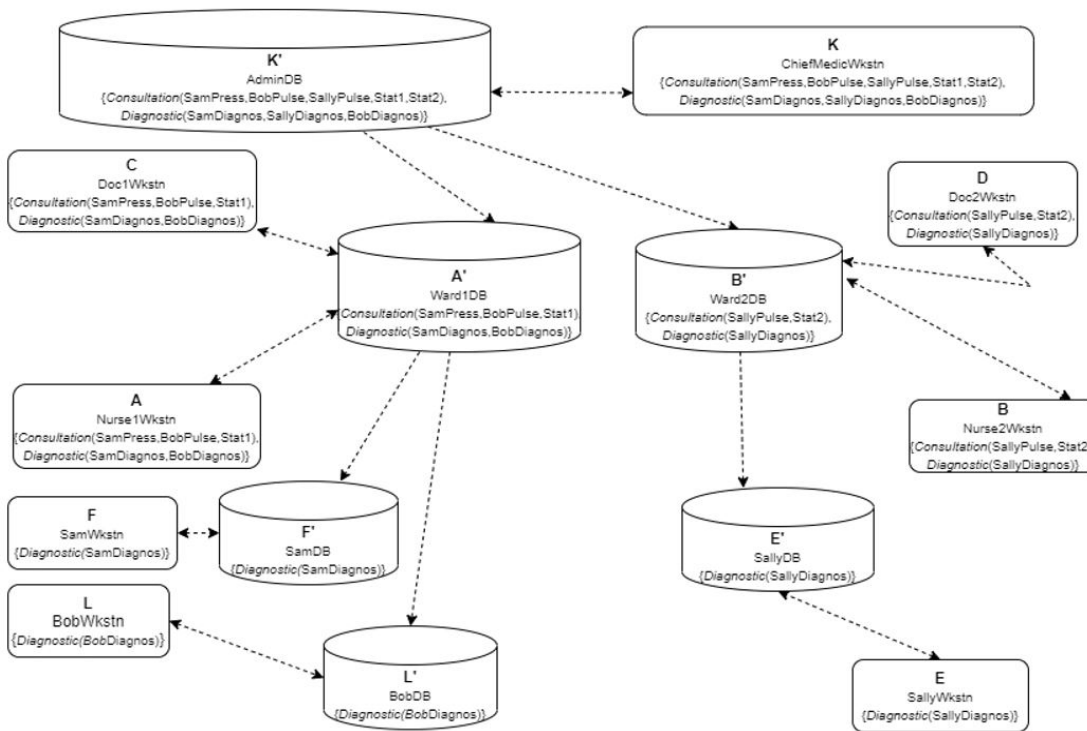 K'
AdminDB
{Consultation(SamPress,BobPulse,SallyPulse,Stat1,Stat2),
Diagnostic(SamDiagnos,SallyDiagnos,BobDiagnos)}
K
ChiefMedicWkstn
{Consultation(SamPress,BobPulse,SallyPulse,Stat1,Stat2),
Diagnostic(SamDiagnos,SallyDiagnos,BobDiagnos)}
C
Doc1Wkstn
{Consultation(SamPress,BobPulse,Stat1),
Diagnostic(SamDiagnos,BobDiagnos)}
D
Doc2Wkstn
{Consultation(SallyPulse,Stat2),
Diagnostic(SallyDiagnos)}
A'
Ward1DB
{Consultation(SamPress,BobPulse,Stat1),
Diagnostic(SamDiagnos,BobDiagnos)}
B'
Ward2DB
{Consultation(SallyPulse,Stat2),
Diagnostic(SallyDiagnos)}
A
Nurse1Wkstn
{Consultation(SamPress,BobPulse,Stat1),
Diagnostic(SamDiagnos,BobDiagnos)}
B
Nurse2Wkstn
{Consultation(SallyPulse,Stat2
Diagnostic(SallyDiagnos)}
F
SamWkstn
{Diagnostic(SamDiagnos)}
F'
SamDB
{Diagnostic(SamDiagnos)}
E'
SallyDB
{Diagnostic(SallyDiagnos)}
L
BobWkstn
{Diagnostic(BobDiagnos)}
L'
BobDB
{Diagnostic(BobDiagnos)}
E
SallyWkstn
{Diagnostic(SallyDiagnos)}